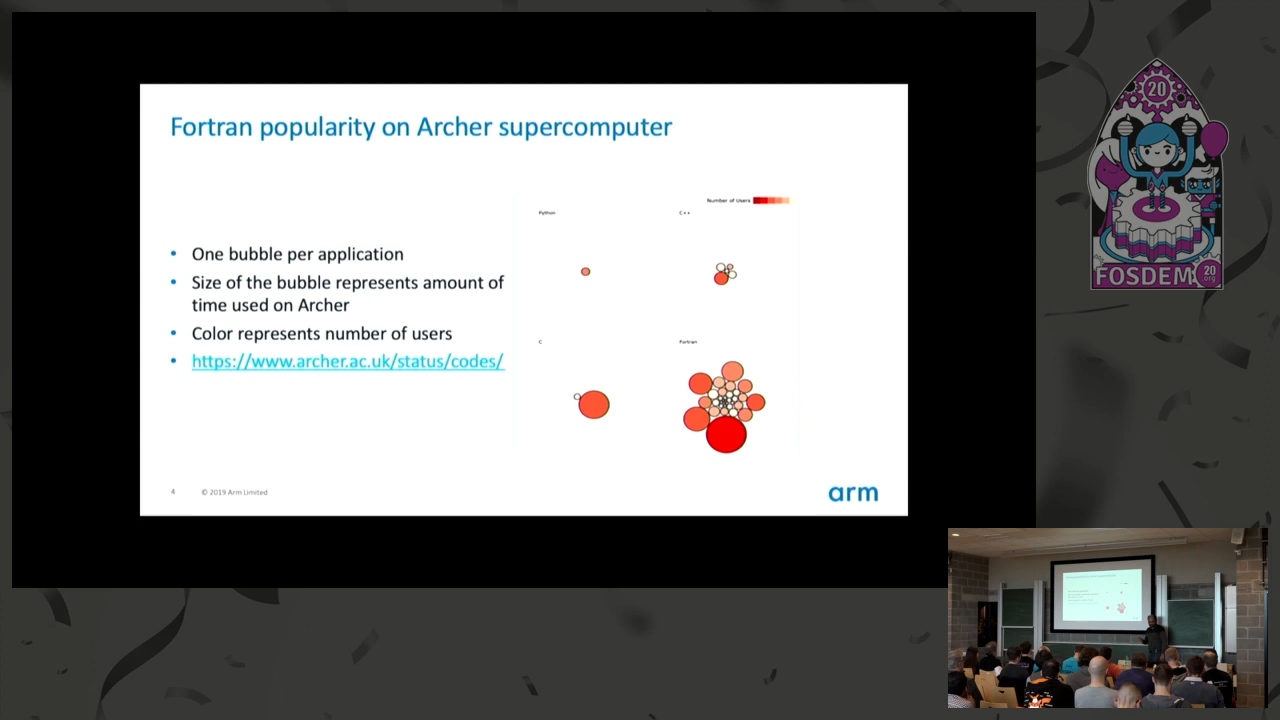 Fortran popularity on Archer supercomputer
• One bubble per application
• Size of the bubble represents amount of
time used on Archer
• Color represents number of users
• https://www.archer.ac.uk/status/codes/
Number of Users
Python
C++
C
Fortran
4
© 2019 Arm Limited
arm
20
FOSDEM
20
.org